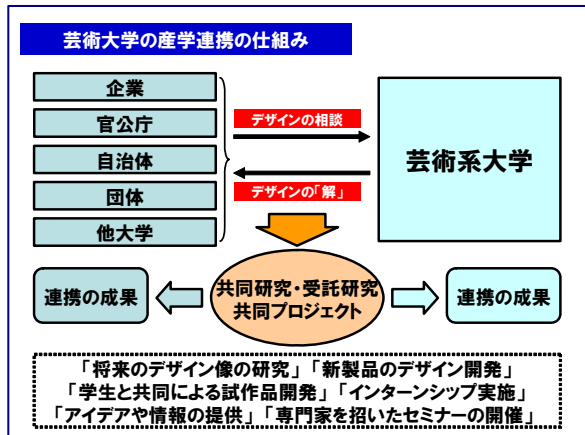 芸術大学の産学連携の仕組み
企業
官公庁
自治体
団体
他大学
デザインの相談
デザインの「解」
芸術系大学
共同研究・受託研究
共同プロジェクト
連携の成果
連携の成果
「将来のデザイン像の研究」「新製品のデザイン開発」
「学生と共同による試作品開発」「インターンシップ実施」
「アイデアや情報の提供」「専門家を招いたセミナーの開催」